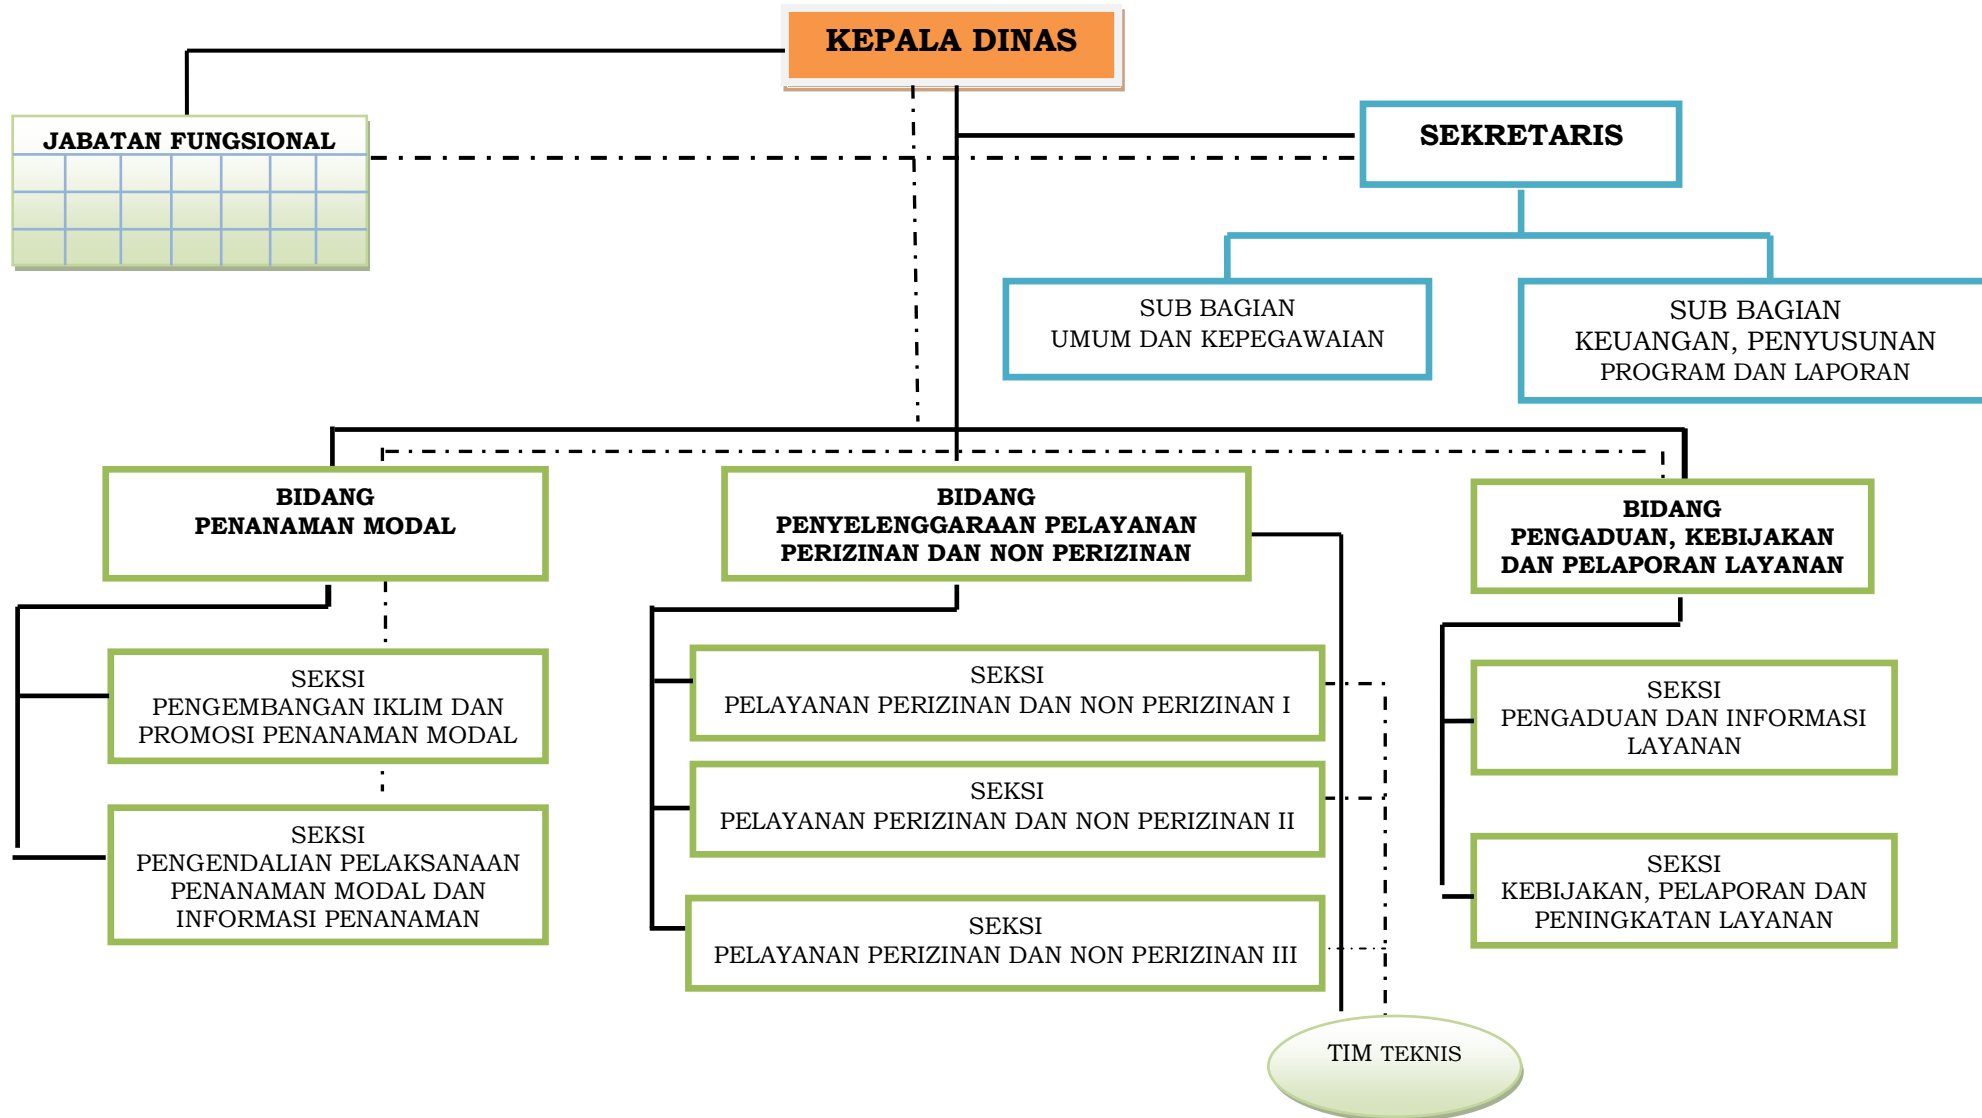 KEPALA DINAS
JABATAN FUNGSIONAL
SEKRETARIS
SUB BAGIAN
UMUM DAN KEPEGAWAIAN
SUB BAGIAN
KEUANGAN, PENYUSUNAN
PROGRAM DAN LAPORAN
BIDANG
PENANAMAN MODAL
BIDANG
PENYELENGGARAAN PELAYANAN
PERIZINAN DAN NON PERIZINAN
BIDANG
PENGADUAN, KEBIJAKAN
DAN PELAPORAN LAYANAN
SEKSI
PENGEMBANGAN IKLIM DAN
PROMOSI PENANAMAN MODAL
SEKSI
PENGENDALIAN PELAKSANAAN
PENANAMAN MODAL DAN
INFORMASI PENANAMAN
SEKSI
PELAYANAN PERIZINAN DAN NON PERIZINAN I
SEKSI
PELAYANAN PERIZINAN DAN NON PERIZINAN II
SEKSI
PELAYANAN PERIZINAN DAN NON PERIZINAN III
SEKSI
PENGADUAN DAN INFORMASI
LAYANAN
SEKSI
KEBIJAKAN, PELAPORAN DAN
PENINGKATAN LAYANAN
TIM TEKNIS